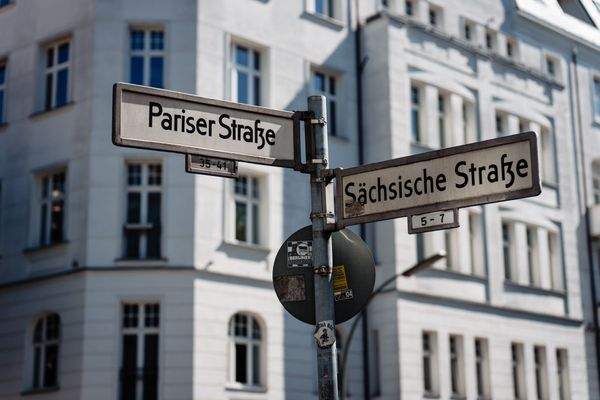 Pariser Straße
35-41
Sächsische Straße
5 - 7